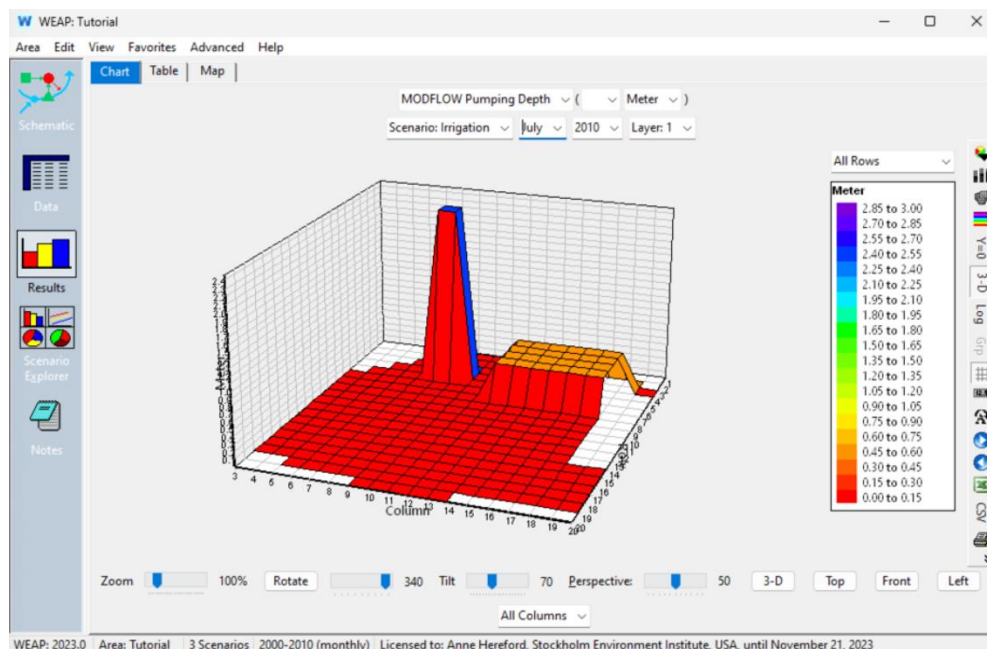 WEAP: Tutorial
Area Edit View Favorites Advanced Help
Chart Table Map
Schematic
Data
Results
Scenario
Explorer
Notes
MODFLOW Pumping Depth ( Meter )
Scenario: Irrigation July 2010 Layer: 1
All Rows
Meter
2.85 to 3.00
2.70 to 2.85
2.55 to 2.70
2.40 to 2.55
2.25 to 2.40
2.10 to 2.25
1.95 to 2.10
1.80 to 1.95
1.65 to 1.80
1.50 to 1.65
1.35 to 1.50
1.20 to 1.35
1.05 to 1.20
0.90 to 1.05
0.75 to 0.90
0.60 to 0.75
0.45 to 0.60
0.30 to 0.45
0.15 to 0.30
0.00 to 0.15
Y=0
3-D
Log
Grp
CSV
Meter
3 4 5 6 7 8 9 10 11 12 13 14 15 16 17 18 19 20
Column
Zoom 100% Rotate 340 Tilt 70 Perspective: 50 3-D Top Front Left
All Columns
WEAP: 2023.0 Area: Tutorial 3 Scenarios 2000-2010 (monthly) Licensed to: Anne Hereford, Stockholm Environment Institute, USA, until November 21, 2023